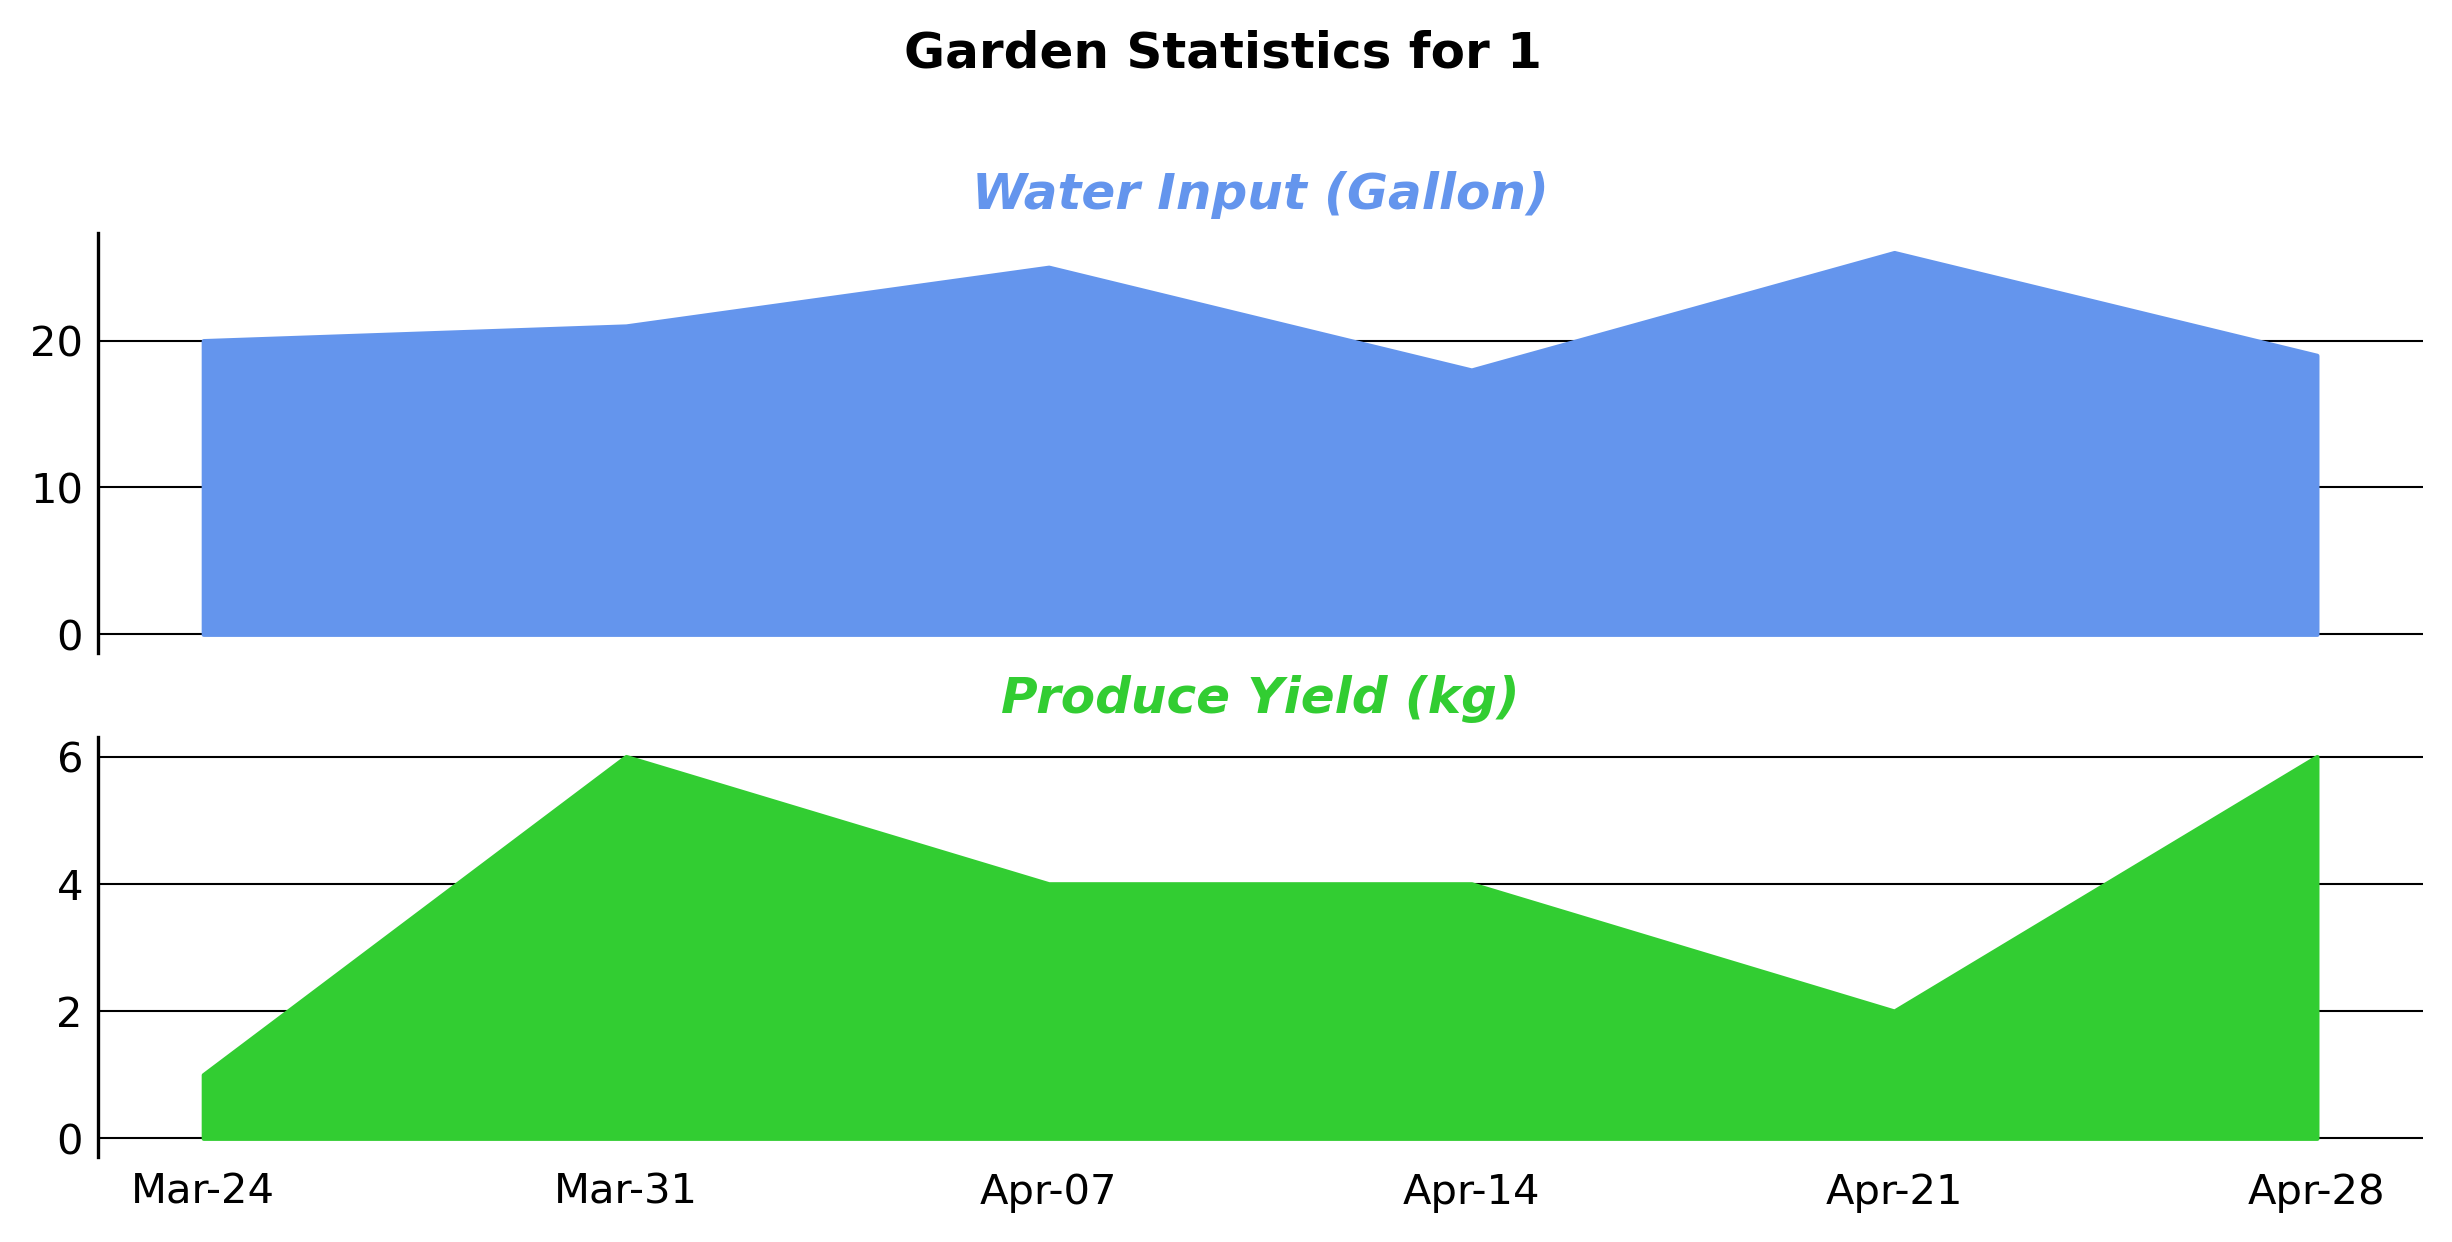 Garden Statistics for 1
Water Input (Gallon)
20
10
0
Produce Yield (kg)
6
4
2
0
Mar-24 Mar-31 Apr-07 Apr-14 Apr-21 Apr-28